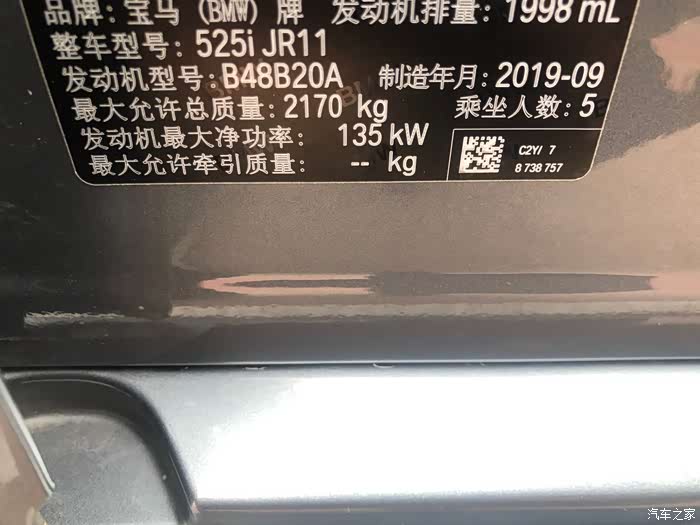 品牌: 宝马 (BMW) 牌 发动机排量: 1998 mL
整车型号: 525i JR11
发动机型号: B48B20A 制造年月: 2019-09
最大允许总质量: 2170 kg 乘坐人数: 5
发动机最大净功率: 135 kW
最大允许牵引质量: -- kg
C2Y/ 7
8 738 757
汽车之家